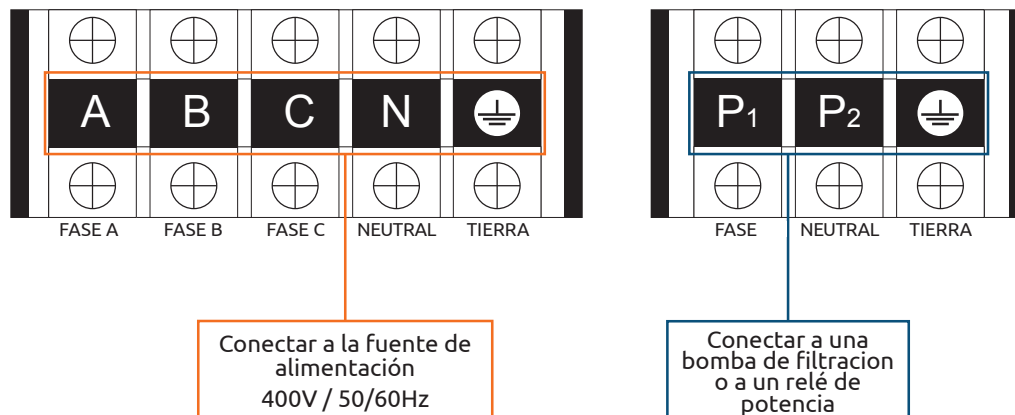 A B C N
FASE A FASE B FASE C NEUTRAL TIERRA
Conectar a la fuente de
alimentación
400V / 50/60Hz
P1 P2
FASE NEUTRAL TIERRA
Conectar a una
bomba de filtracion
o a un relé de
potencia